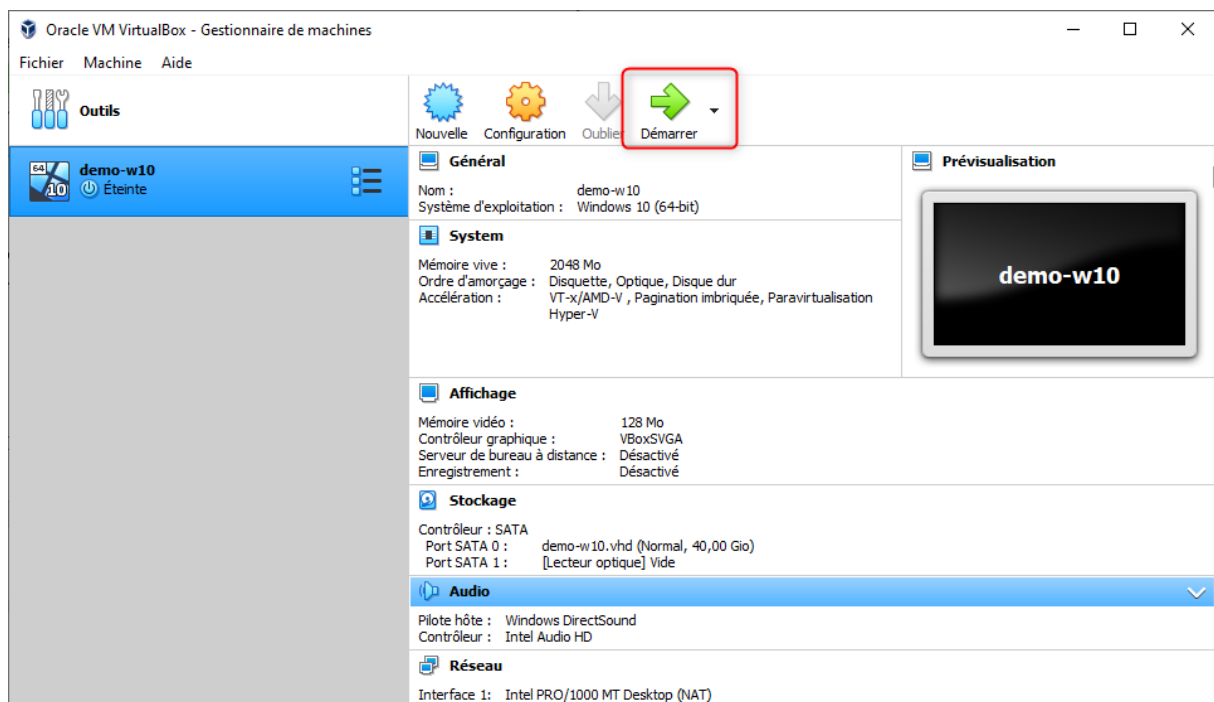 Oracle VM VirtualBox - Gestionnaire de machines
Fichier Machine Aide
Outils
Nouvelle Configuration Oublier Démarrer
64 demo-w10
10 Éteinte
Général
Nom : demo-w10
Système d'exploitation : Windows 10 (64-bit)
System
Mémoire vive : 2048 Mo
Ordre d'amorçage : Disquette, Optique, Disque dur
Accélération : VT-x/AMD-V , Pagination imbriquée, Paravirtualisation
Hyper-V
Prévisualisation
demo-w10
Affichage
Mémoire vidéo : 128 Mo
Contrôleur graphique : VBoxSVGA
Serveur de bureau à distance : Désactivé
Enregistrement : Désactivé
Stockage
Contrôleur : SATA
Port SATA 0 : demo-w10.vhd (Normal, 40,00 Gio)
Port SATA 1 : [Lecteur optique] Vide
Audio
Pilote hôte : Windows DirectSound
Contrôleur : Intel Audio HD
Réseau
Interface 1: Intel PRO/1000 MT Desktop (NAT)